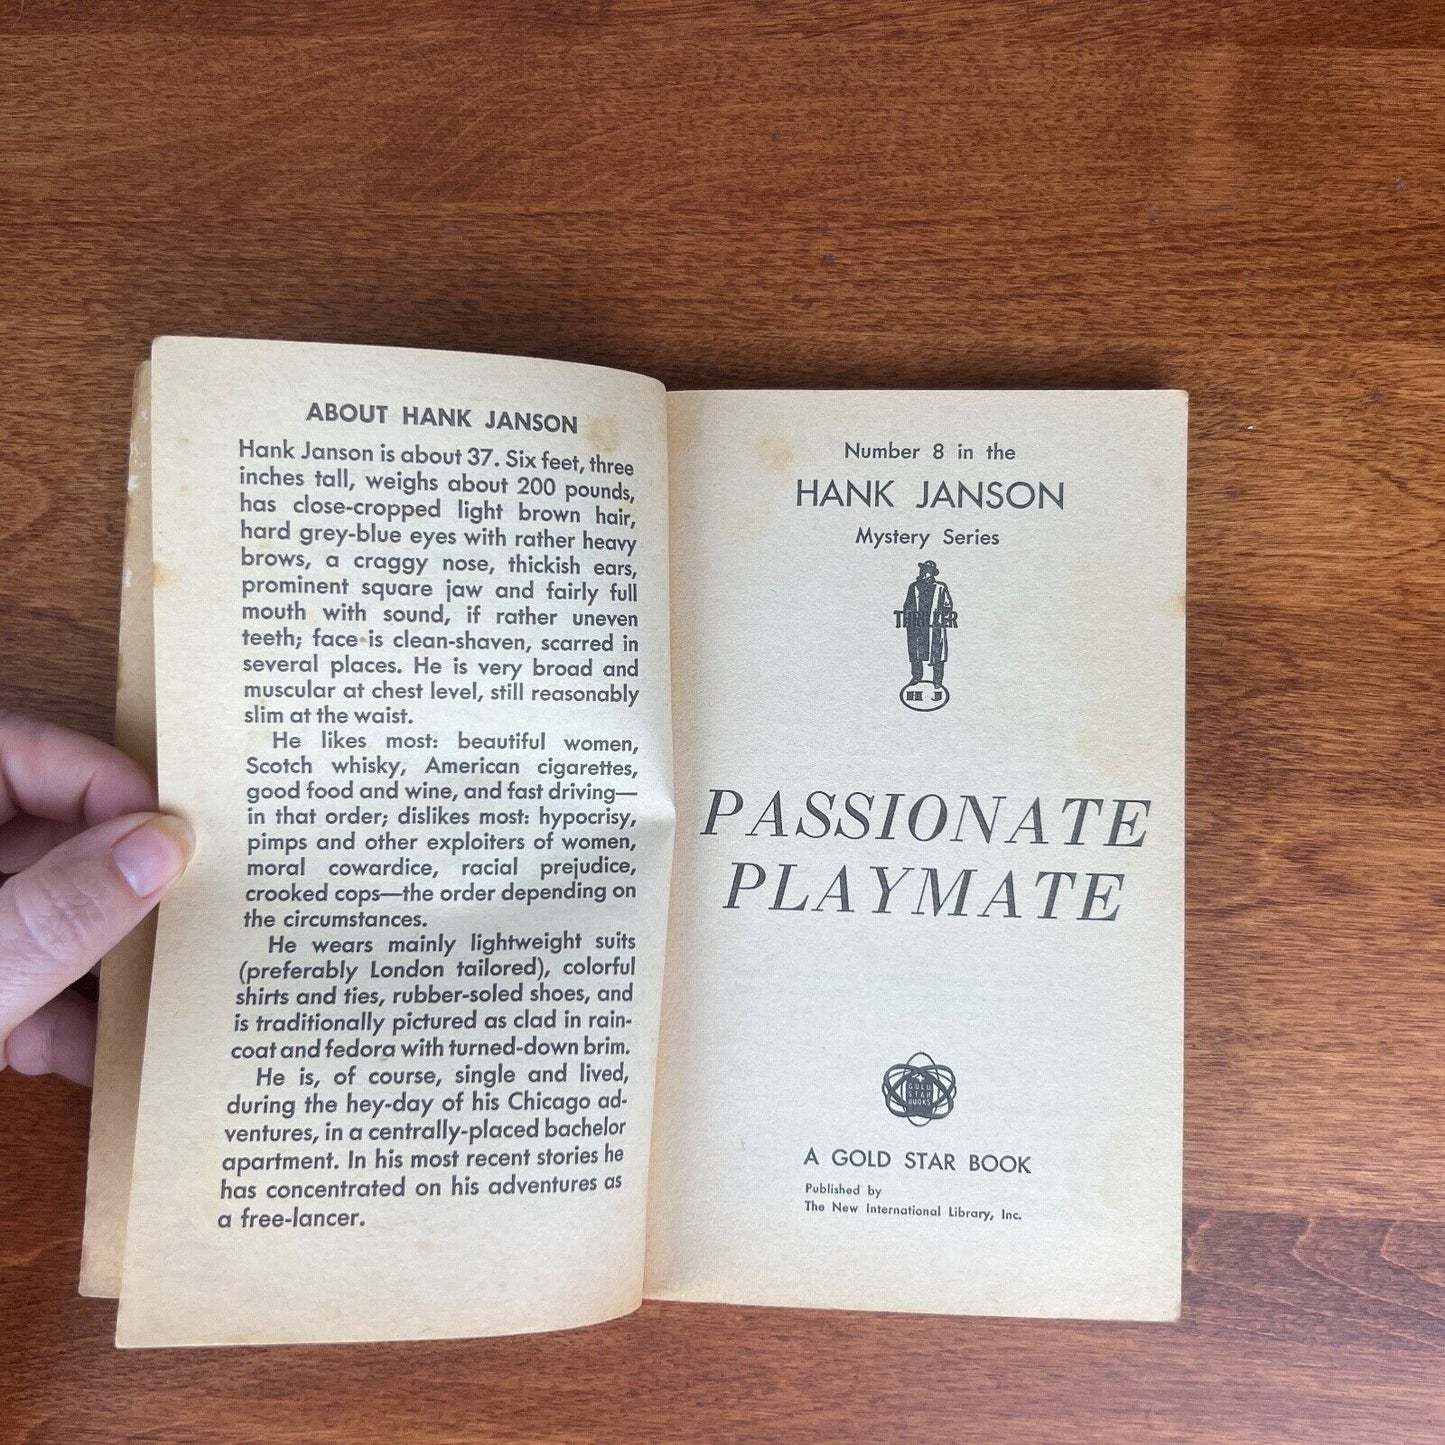 ABOUT HANK JANSON
Hank Janson is about 37. Six feet, three
inches tall, weighs about 200 pounds,
has close-cropped light brown hair,
hard grey-blue eyes with rather heavy
brows, a craggy nose, thickish ears,
prominent square jaw and fairly full
mouth with sound, if rather uneven
teeth; face is clean-shaven, scarred in
several places. He is very broad and
muscular at chest level, still reasonably
slim at the waist.
He likes most: beautiful women,
Scotch whisky, American cigarettes,
good food and wine, and fast driving—
in that order; dislikes most: hypocrisy,
pimps and other exploiters of women,
moral cowardice, racial prejudice,
crooked cops—the order depending on
the circumstances.
He wears mainly lightweight suits
(preferably London tailored), colorful
shirts and ties, rubber-soled shoes, and
is traditionally pictured as clad in rain-
coat and fedora with turned-down brim.
He is, of course, single and lived,
during the hey-day of his Chicago ad-
ventures, in a centrally-placed bachelor
apartment. In his most recent stories he
has concentrated on his adventures as
a free-lancer.
Number 8 in the
HANK JANSON
Mystery Series
THRILLER
H J
PASSIONATE
PLAYMATE
GOLD
STAR
BOOKS
A GOLD STAR BOOK
Published by
The New International Library, Inc.